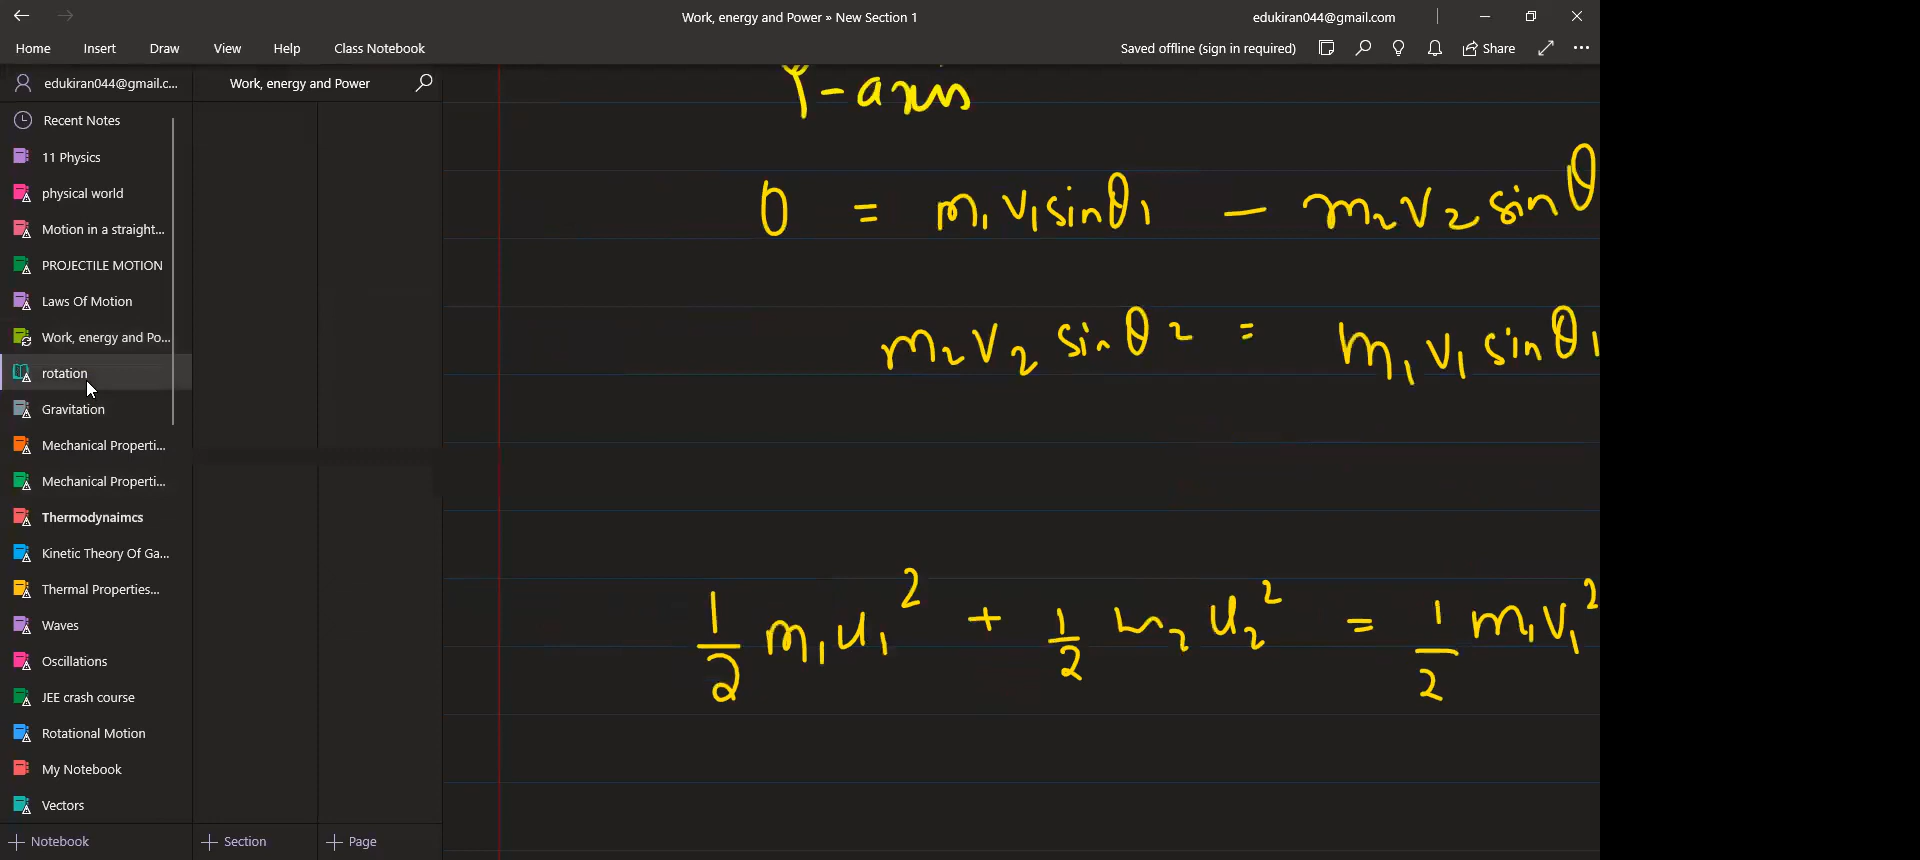 Work, energy and Power » New Section 1
edukiran044@gmail.com
Home Insert Draw View Help Class Notebook
Saved offline (sign in required) Share
edukiran044@gmail.c...
Work, energy and Power
Recent Notes
11 Physics
physical world
Motion in a straight...
PROJECTILE MOTION
Laws Of Motion
Work, energy and Po...
rotation
Gravitation
Mechanical Properti...
Mechanical Properti...
Thermodynaimcs
Kinetic Theory Of Ga...
Thermal Properties...
Waves
Oscillations
JEE crash course
Rotational Motion
My Notebook
Vectors
+ Notebook
+ Section
+ Page
Y-axis
0 = m₁v₁sinθ₁ - m₂v₂sinθ
m₂v₂sinθ₂ = m₁v₁sinθ₁
1/2 m₁u₁² + 1/2 m₂u₂² = 1/2 m₁v₁²